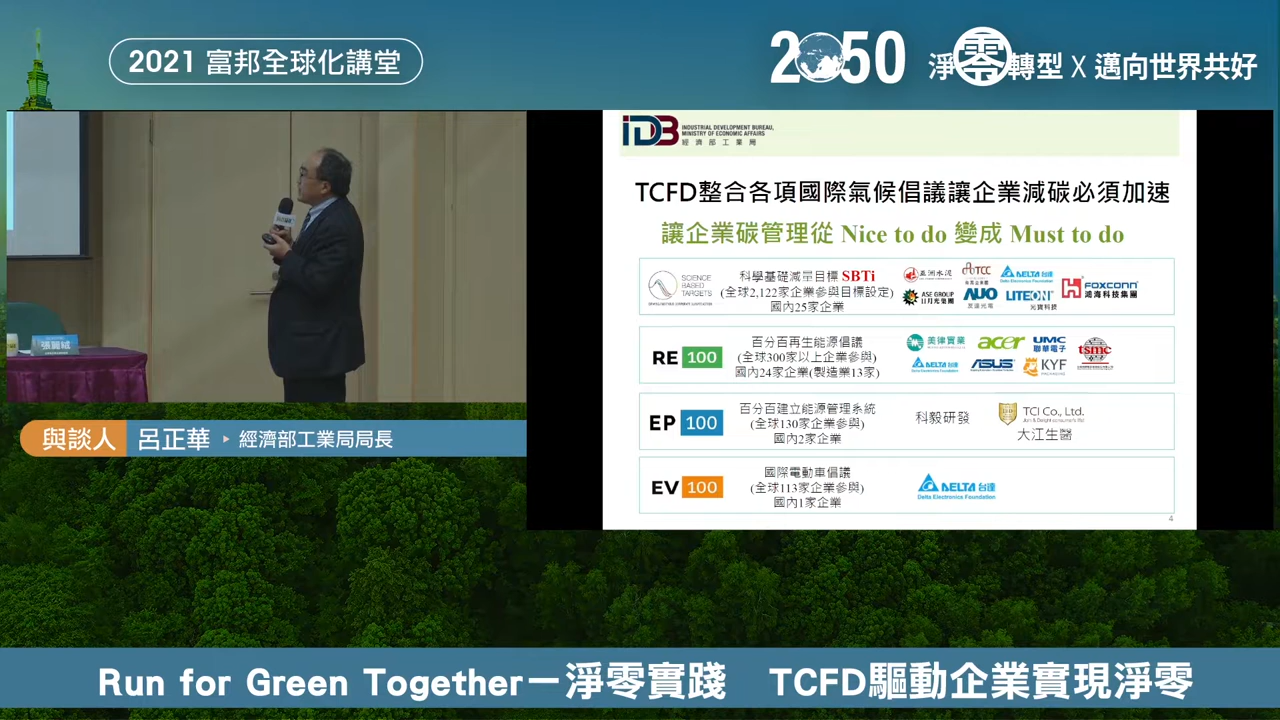 2021 富邦全球化講堂
2050 淨零轉型 X 邁向世界共好
IDB INDUSTRIAL DEVELOPMENT BUREAU,
MINISTRY OF ECONOMIC AFFAIRS
經濟部工業局
TCFD整合各項國際氣候倡議讓企業減碳必須加速
讓企業碳管理從 Nice to do 變成 Must to do
SCIENCE
BASED
TARGETS
科學基礎減量目標 SBTi
(全球2,122家企業參與目標設定)
國內25家企業
亞洲水泥
TCC
DELTA 台達
Delta Electronics Foundation
ASE GROUP
日月光集團
AUO
友達光電
LITEON
光寶科技
FOXCONN
鴻海科技集團
RE 100
百分百再生能源倡議
(全球300家以上企業參與)
國內24家企業(製造業13家)
美律實業
acer
UMC
聯華電子
tsmc
DELTA 台達
Delta Electronics Foundation
ASUS
KYF
EP 100
百分百建立能源管理系統
(全球130家企業參與)
國內2家企業
科毅研發
TCI Co., Ltd.
大江生醫
EV 100
國際電動車倡議
(全球113家企業參與)
國內1家企業
DELTA 台達
Delta Electronics Foundation
4
與談人 呂正華 ▸ 經濟部工業局局長
Run for Green Together－淨零實踐 TCFD驅動企業實現淨零